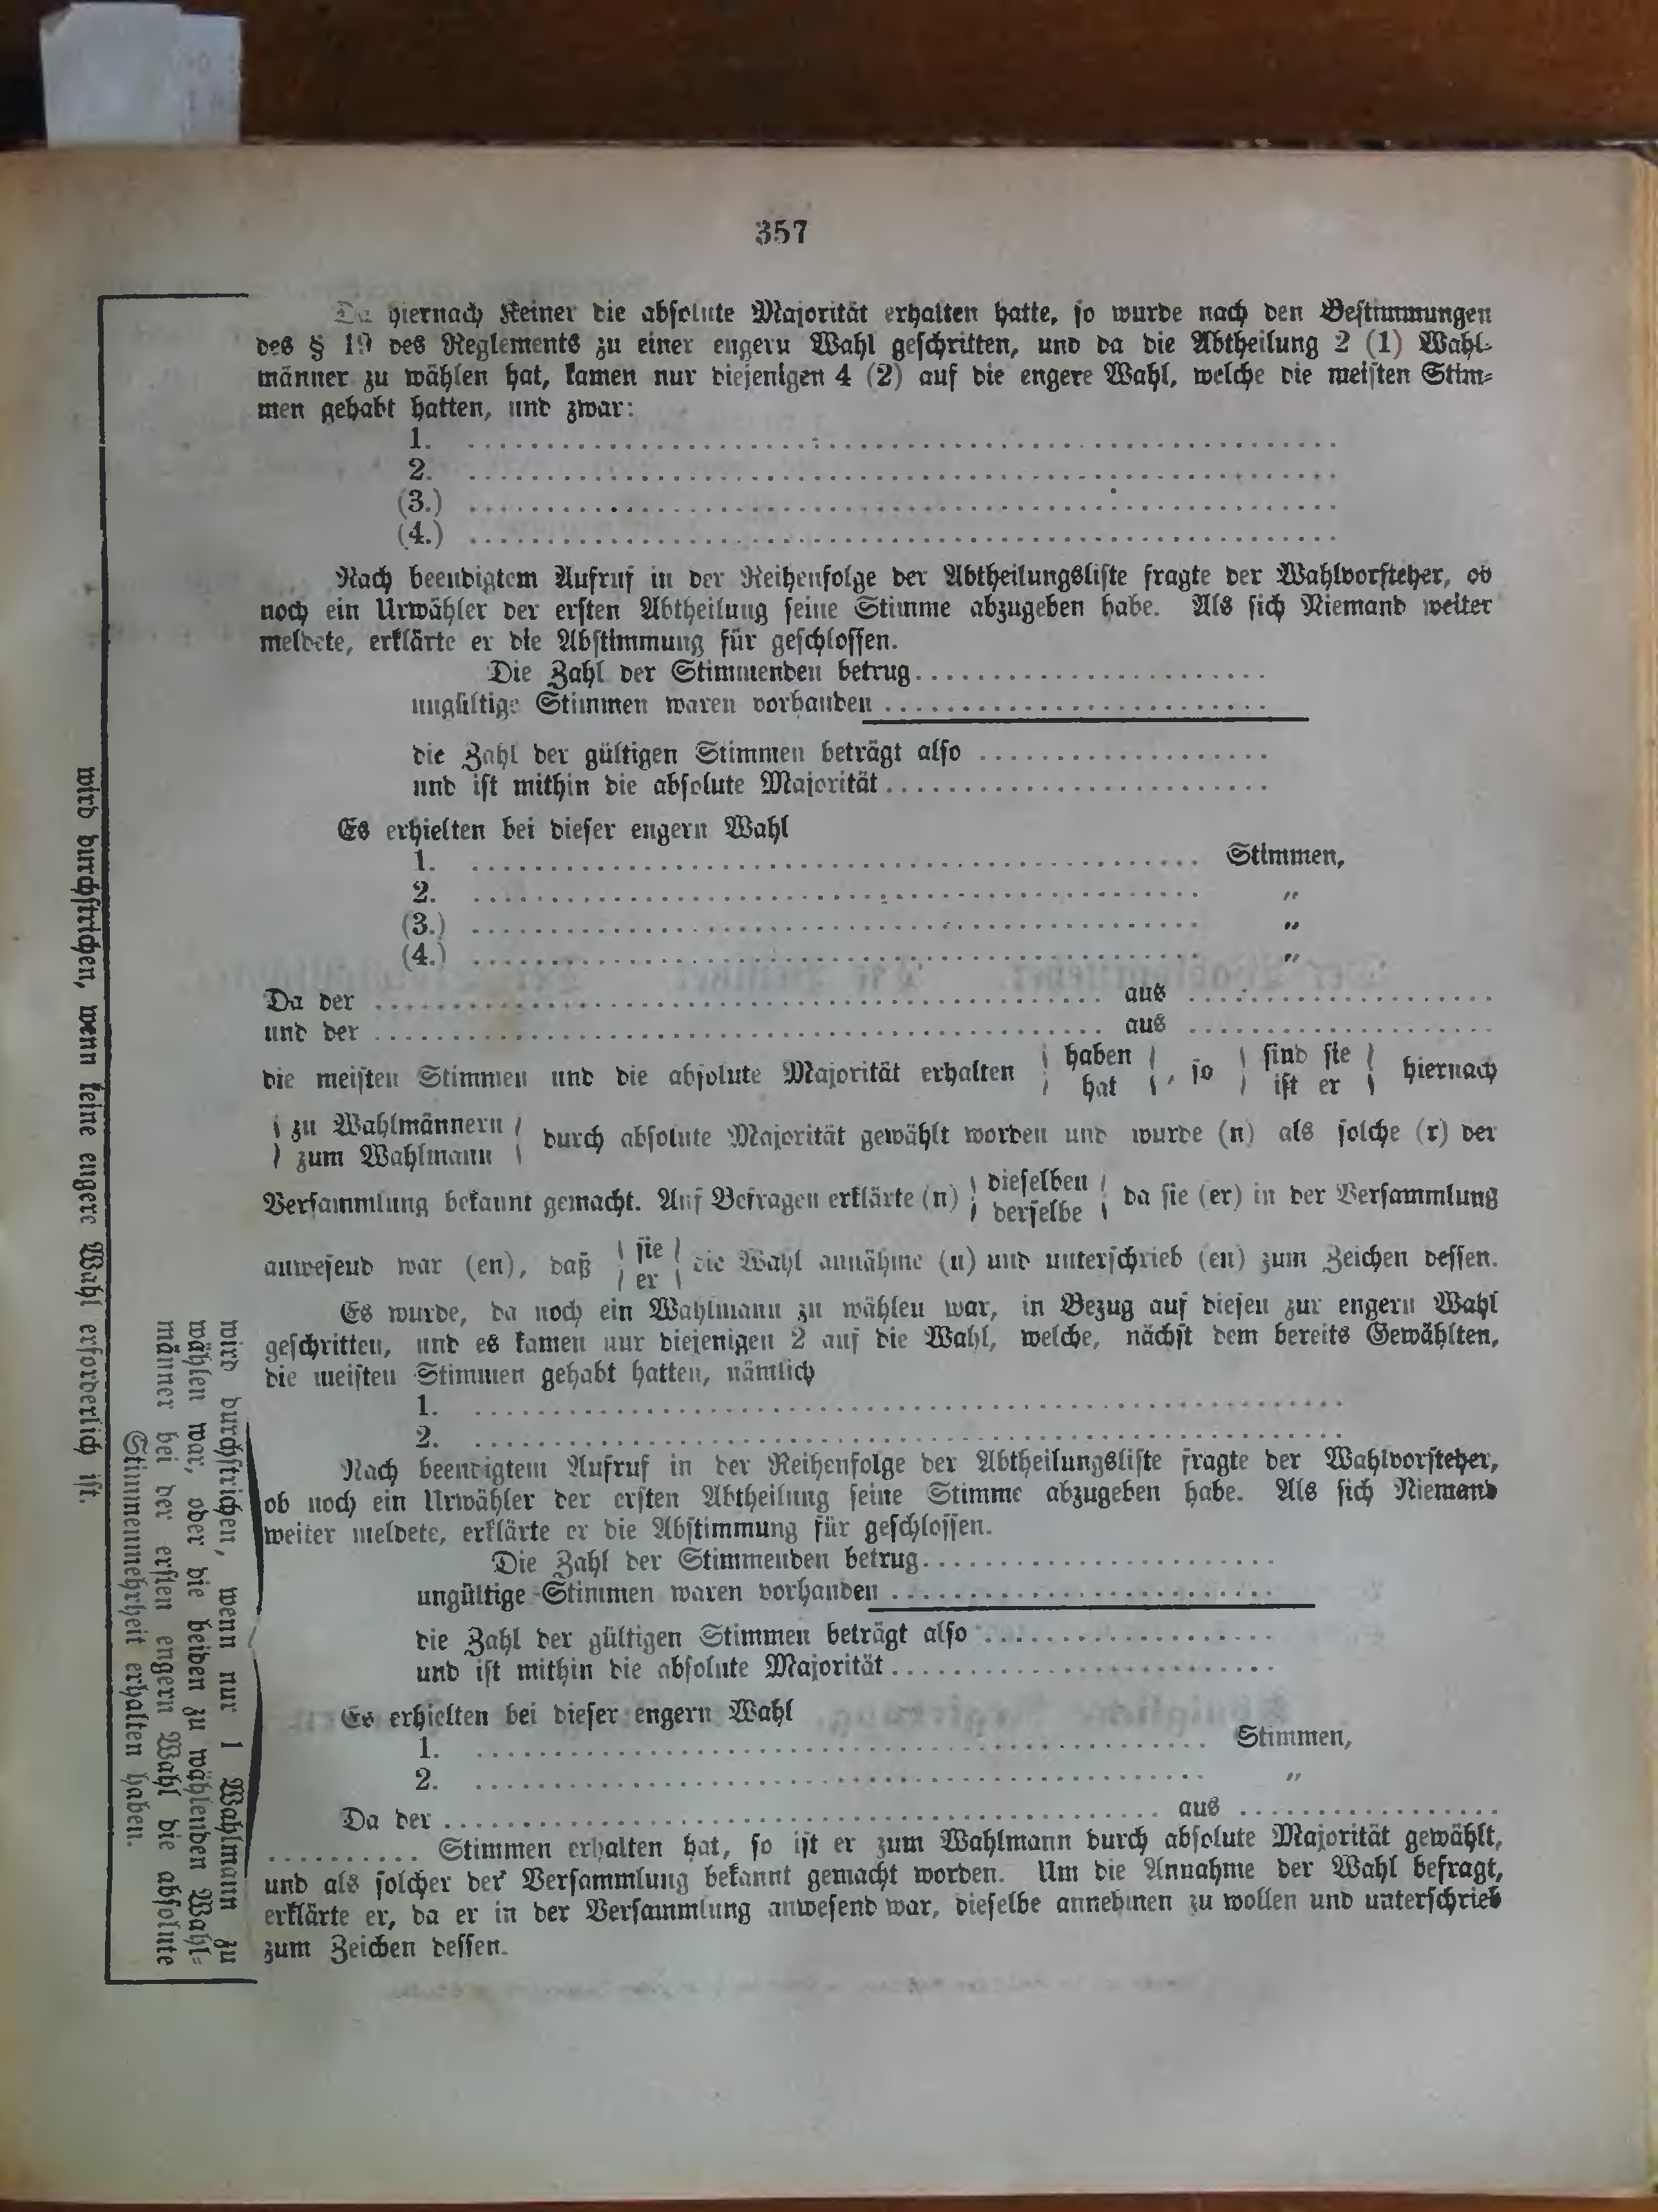 357
Da hiernach Keiner die absolute Majorität erhalten hatte, so wurde nach den Bestimmungen
des § 19 des Reglements zu einer engern Wahl geschritten, und da die Abtheilung 2 (1) Wahl-
männer zu wählen hat, kamen nur diejenigen 4 (2) auf die engere Wahl, welche die meisten Stim-
men gehabt hatten, und zwar:
1. ............................................................
2. ............................................................
(3.) ............................................................
(4.) ............................................................
Nach beendigtem Aufruf in der Reihenfolge der Abtheilungsliste fragte der Wahlvorsteher, ob
noch ein Urwähler der ersten Abtheilung seine Stimme abzugeben habe. Als sich Niemand weiter
meldete, erklärte er die Abstimmung für geschlossen.
Die Zahl der Stimmenden betrug.........................
ungültige Stimmen waren vorhanden ...........................
die Zahl der gültigen Stimmen beträgt also ....................
und ist mithin die absolute Majorität...........................
Es erhielten bei dieser engern Wahl
1. ................................................... Stimmen,
2. ................................................... „
(3.) ................................................... „
(4.) ................................................... „
Da der ................................................... aus ......................
und der ................................................... aus ......................
die meisten Stimmen und die absolute Majorität erhalten { haben / hat }, so { sind sie / ist er } hiernach
{ zu Wahlmännern / zum Wahlmann } durch absolute Majorität gewählt worden und wurde (n) als solche (r) der
Versammlung bekannt gemacht. Auf Befragen erklärte (n) { dieselben / derselbe } da sie (er) in der Versammlung
anwesend war (en), daß { sie / er } die Wahl annähme (n) und unterschrieb (en) zum Zeichen dessen.
Es wurde, da noch ein Wahlmann zu wählen war, in Bezug auf diesen zur engern Wahl
geschritten, und es kamen nur diejenigen 2 auf die Wahl, welche, nächst dem bereits Gewählten,
die meisten Stimmen gehabt hatten, nämlich
1. ............................................................
2. ............................................................
Nach beendigtem Aufruf in der Reihenfolge der Abtheilungsliste fragte der Wahlvorsteher,
ob noch ein Urwähler der ersten Abtheilung seine Stimme abzugeben habe. Als sich Niemand
weiter meldete, erklärte er die Abstimmung für geschlossen.
Die Zahl der Stimmenden betrug.........................
ungültige Stimmen waren vorhanden ...........................
die Zahl der gültigen Stimmen beträgt also ....................
und ist mithin die absolute Majorität...........................
Es erhielten bei dieser engern Wahl
1. ................................................... Stimmen,
2. ................................................... „
Da der ................................................... aus ..................
........... Stimmen erhalten hat, so ist er zum Wahlmann durch absolute Majorität gewählt,
und als solcher der Versammlung bekannt gemacht worden. Um die Annahme der Wahl befragt,
erklärte er, da er in der Versammlung anwesend war, dieselbe annehmen zu wollen und unterschrieb
zum Zeichen dessen.
wird durchstrichen, wenn keine engere Wahl erforderlich ist.
wird durchstrichen, wenn nur 1 Wahlmann zu
wählen war, oder die beiden zu wählenden Wahl-
männer bei der ersten engern Wahl die absolute
Stimmenmehrheit erhalten haben.